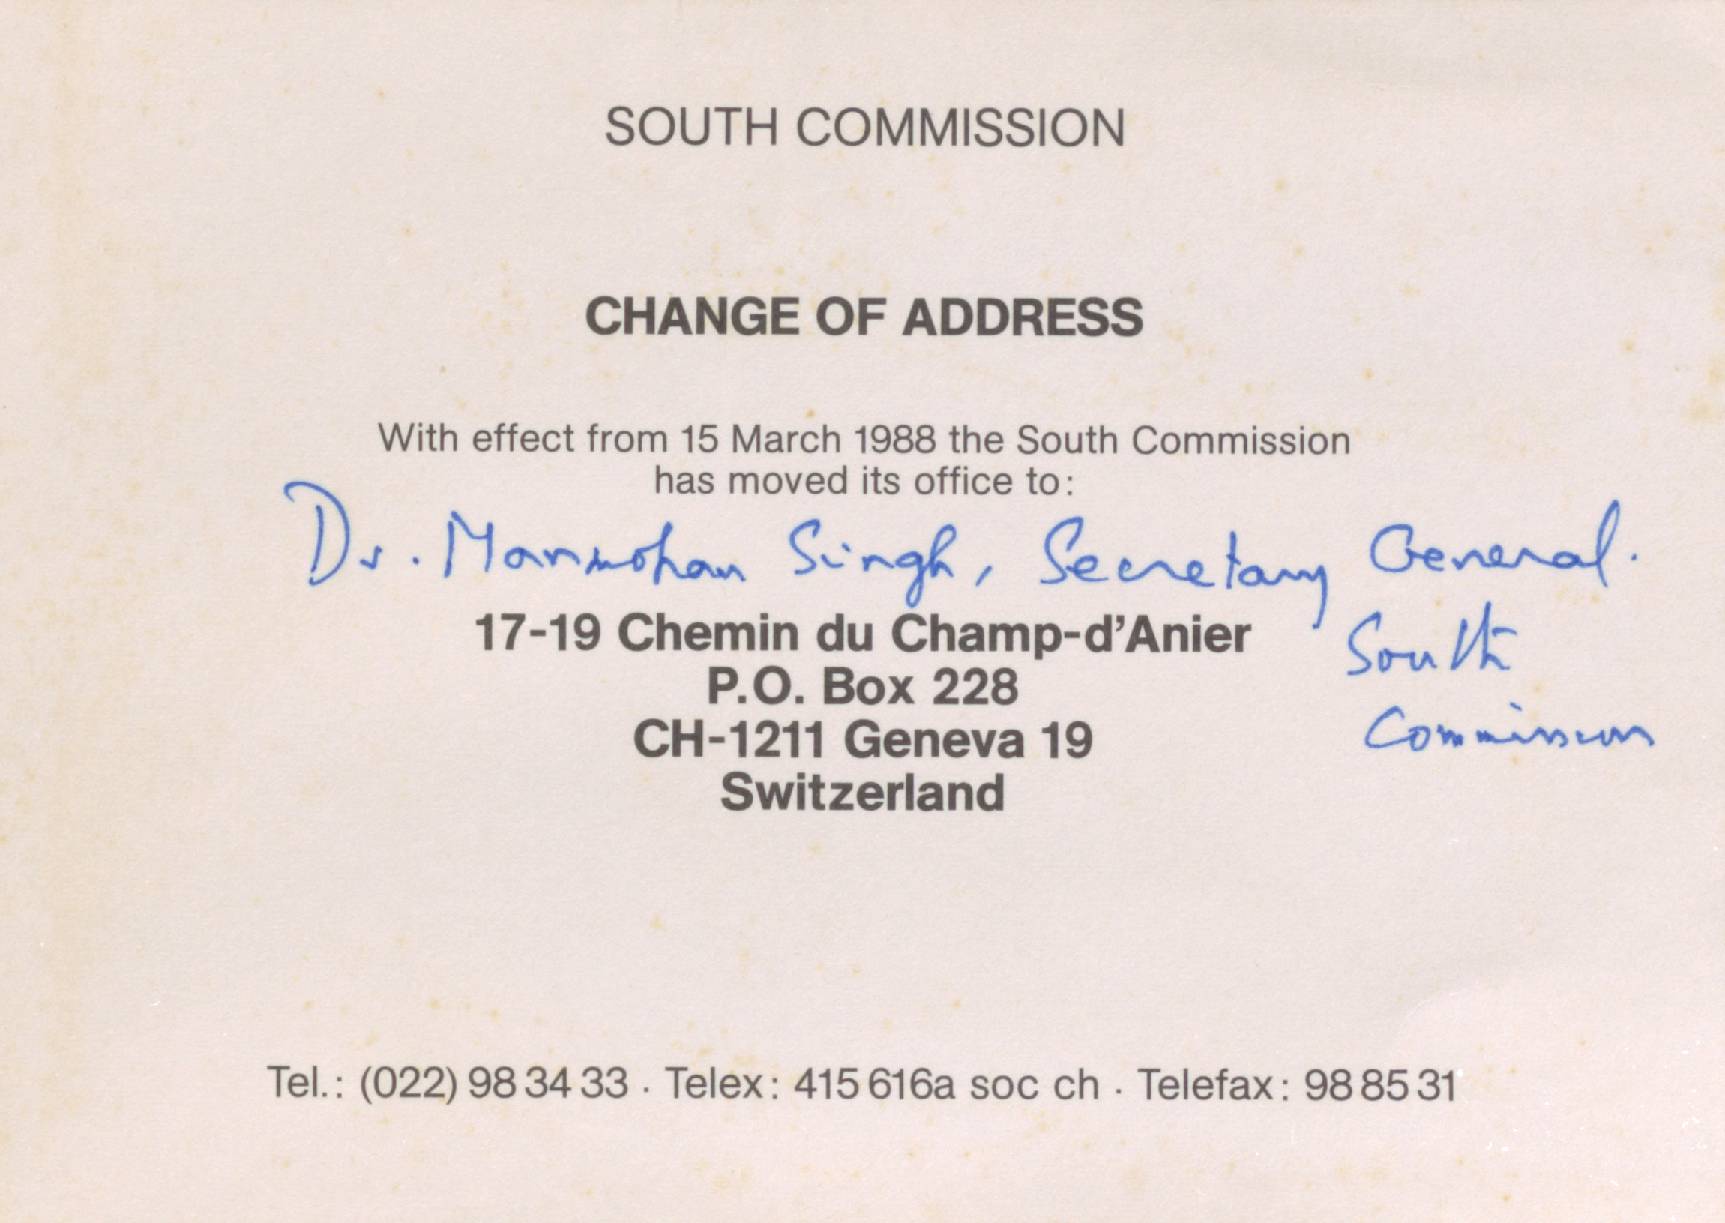 SOUTH COMMISSION
CHANGE OF ADDRESS
With effect from 15 March 1988 the South Commission
has moved its office to:
Dr. Manmohan Singh, Secretary General.
South
Commission
17-19 Chemin du Champ-d'Anier
P.O. Box 228
CH-1211 Geneva 19
Switzerland
Tel.: (022) 98 34 33 · Telex: 415 616a soc ch · Telefax: 98 85 31